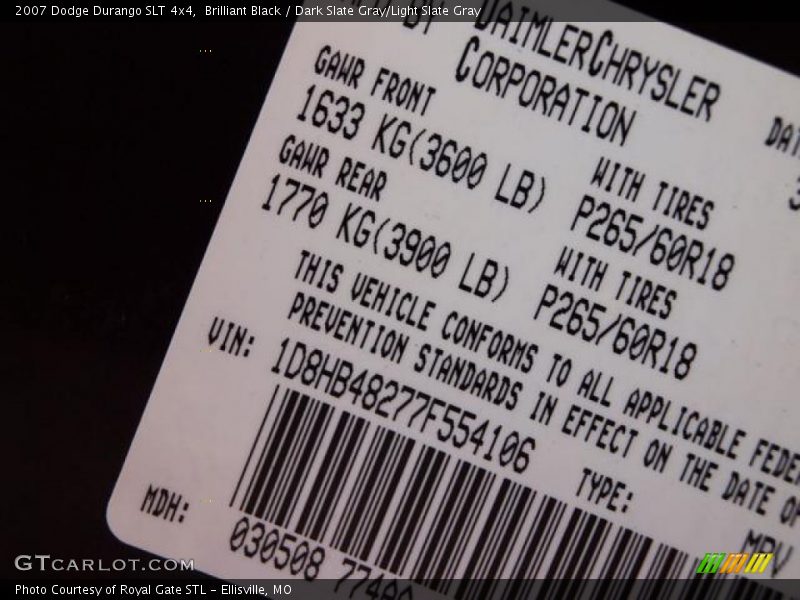 2007 Dodge Durango SLT 4x4,  Brilliant Black / Dark Slate Gray/Light Slate Gray
BY DAIMLERCHRYSLER
CORPORATION
GAWR FRONT
1633 KG(3600 LB)
WITH TIRES
P265/60R18
GAWR REAR
1770 KG(3900 LB)
WITH TIRES
P265/60R18
THIS VEHICLE CONFORMS TO ALL APPLICABLE
PREVENTION STANDARDS IN EFFECT ON THE DATE OF
VIN: 1D8HB48277F554106
TYPE:
MPV
MDH:
030508
GTCARLOT.COM
Photo Courtesy of Royal Gate STL - Ellisville, MO